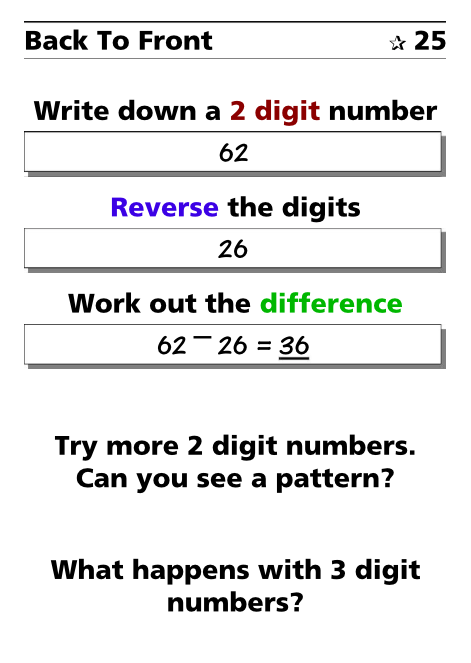 Back To Front ☆ 25
Write down a 2 digit number
62
Reverse the digits
26
Work out the difference
62 – 26 = 36
Try more 2 digit numbers.
Can you see a pattern?
What happens with 3 digit
numbers?